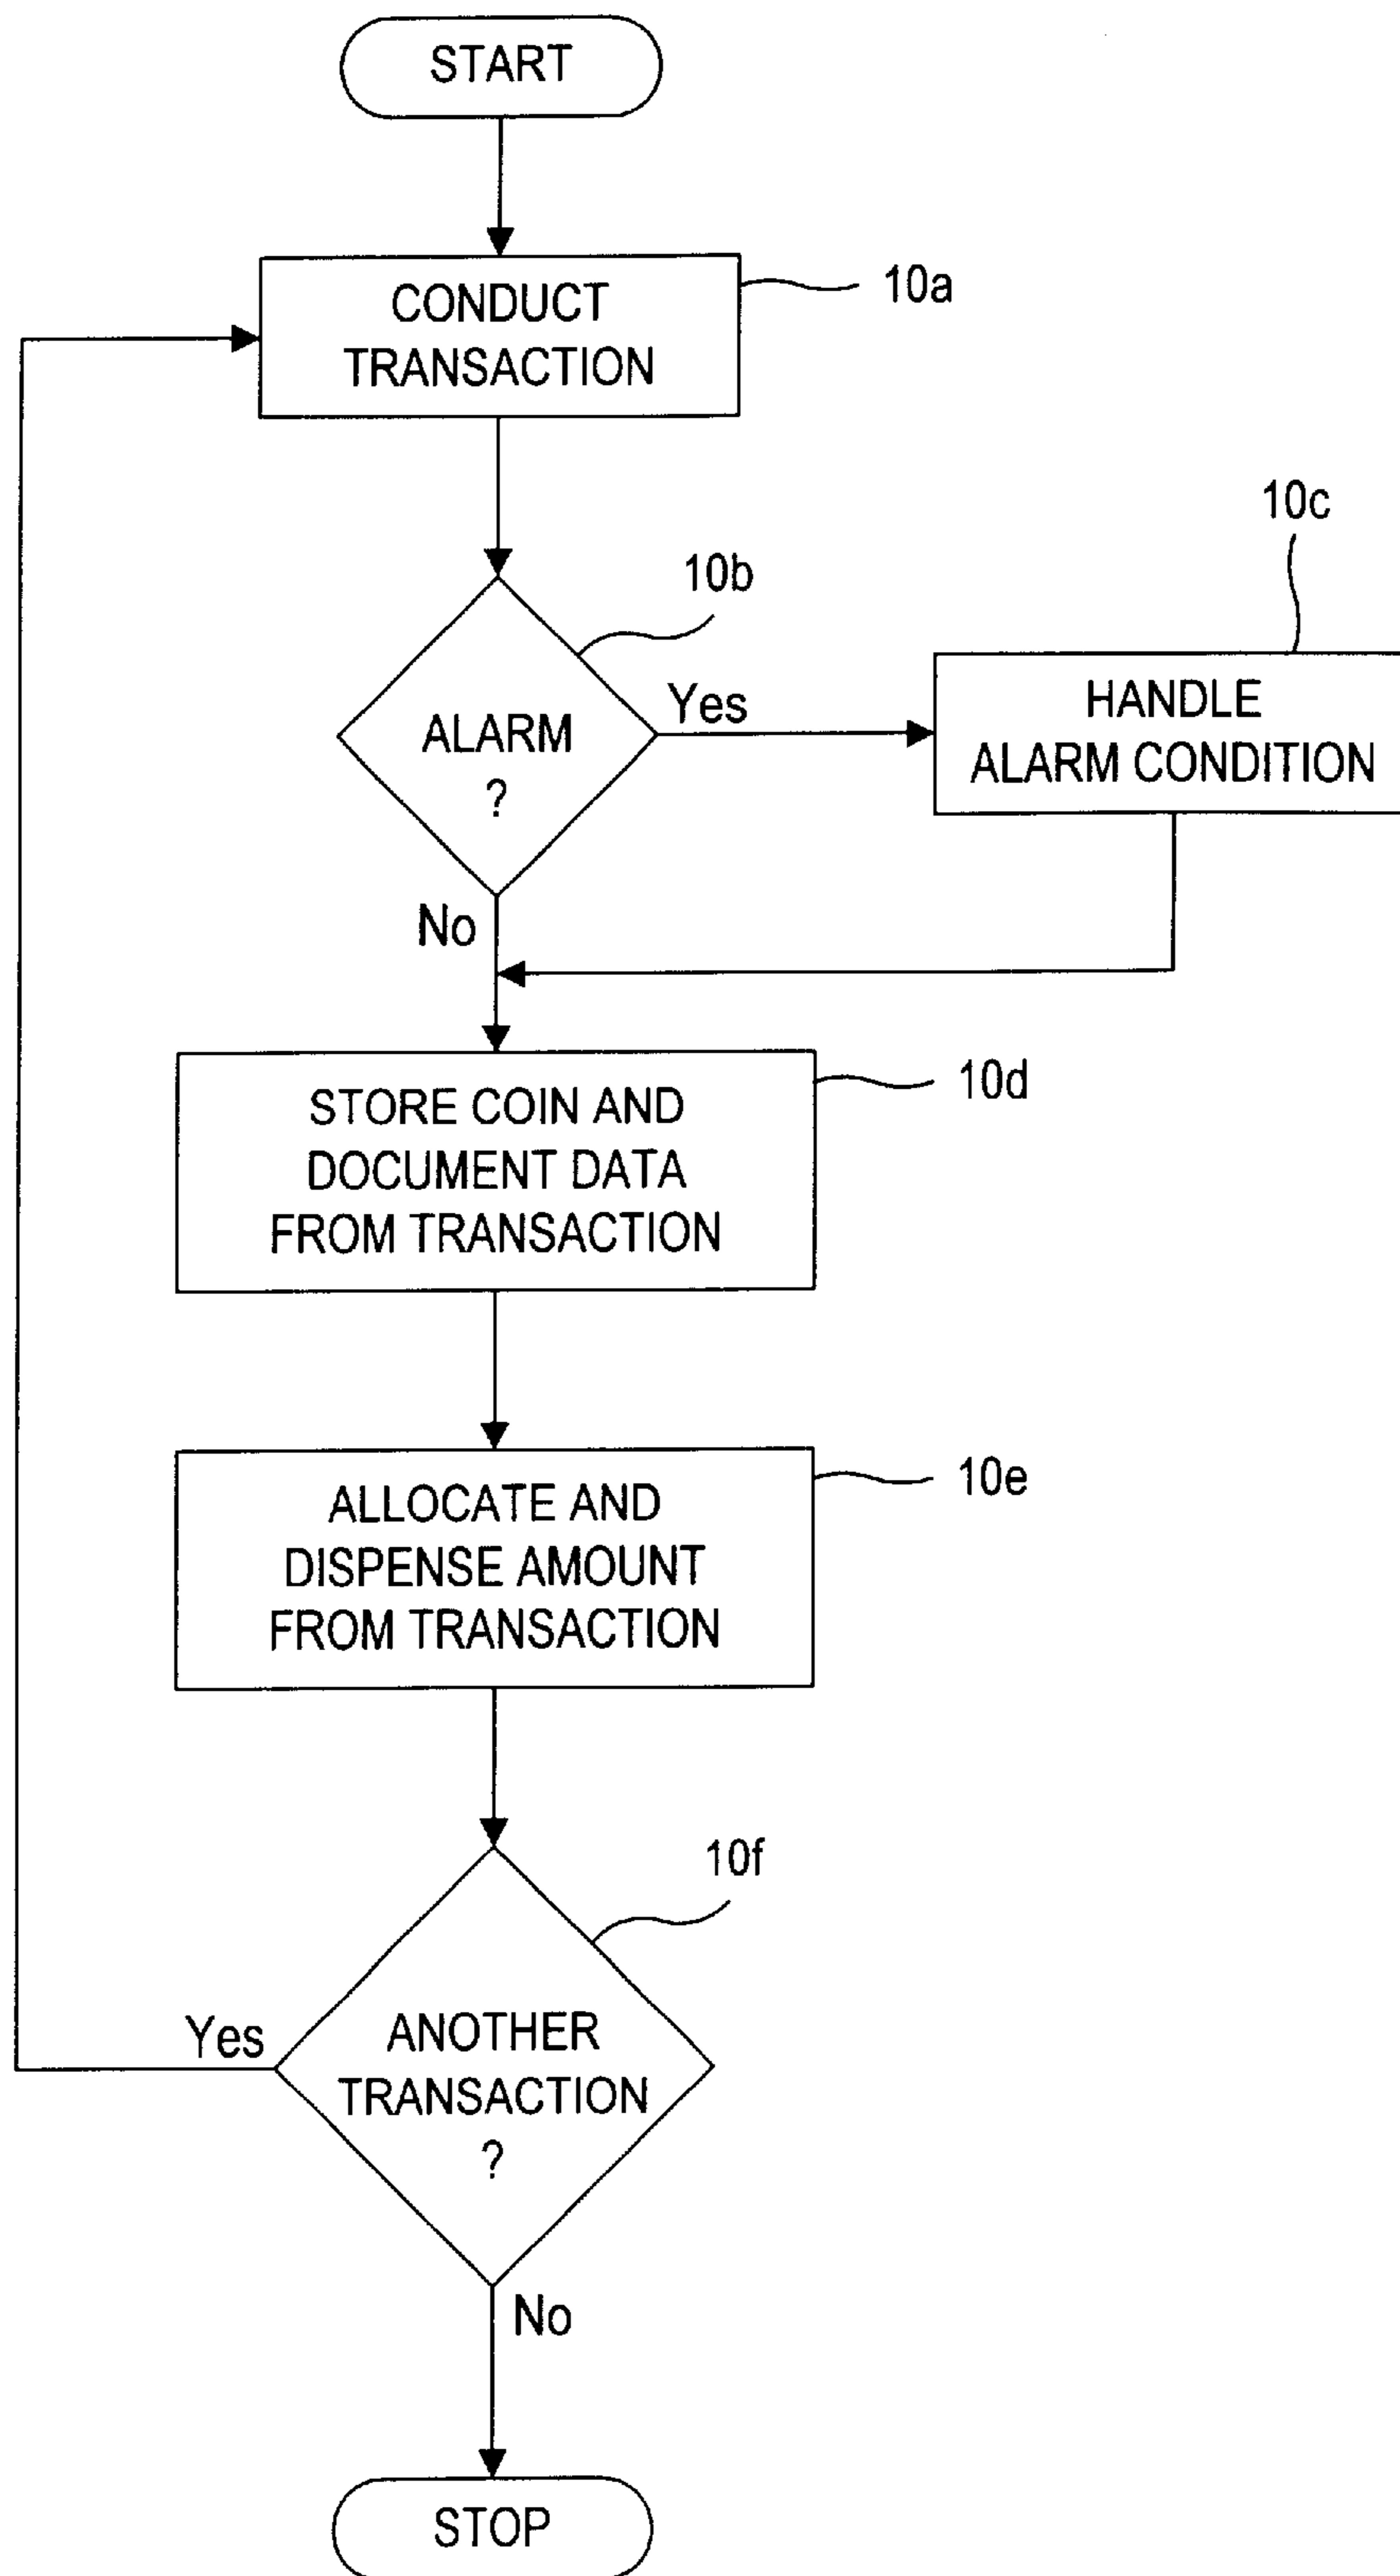 START
CONDUCT
TRANSACTION
10a
10b
ALARM
?
Yes
No
10c
HANDLE
ALARM CONDITION
STORE COIN AND
DOCUMENT DATA
FROM TRANSACTION
10d
ALLOCATE AND
DISPENSE AMOUNT
FROM TRANSACTION
10e
10f
ANOTHER
TRANSACTION
?
Yes
No
STOP